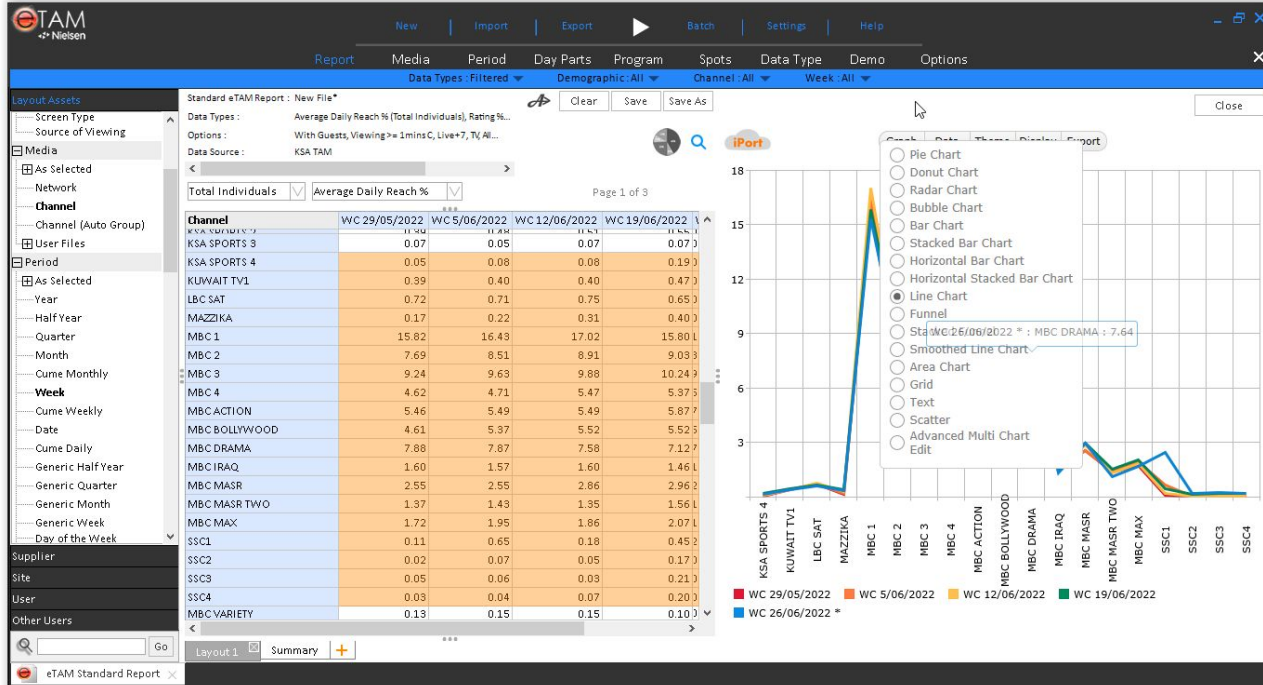 eTAM
Nielsen
New Import Export Batch Settings Help
Report Media Period Day Parts Program Spots Data Type Demo Options
Data Types : Filtered Demographic : All Channel : All Week : All
Layout Assets
Screen Type
Source of Viewing
Media
As Selected
Network
Channel
Channel (Auto Group)
User Files
Period
As Selected
Year
Half Year
Quarter
Month
Cume Monthly
Week
Cume Weekly
Date
Cume Daily
Generic Half Year
Generic Quarter
Generic Month
Generic Week
Day of the Week
Supplier
Site
User
Other Users
Go
Standard eTAM Report : New File*
Clear Save Save As
Data Types : Average Daily Reach % (Total Individuals), Rating %...
Options : With Guests, Viewing >= 1mins C, Live+7, TV, All...
Data Source : KSA TAM
Total Individuals Average Daily Reach % Page 1 of 3
Channel WC 29/05/2022 WC 5/06/2022 WC 12/06/2022 WC 19/06/2022
KSA SPORTS 3 0.07 0.05 0.07 0.07
KSA SPORTS 4 0.05 0.08 0.08 0.19
KUWAIT TV1 0.39 0.40 0.40 0.47
LBC SAT 0.72 0.71 0.75 0.65
MAZZIKA 0.17 0.22 0.31 0.40
MBC 1 15.82 16.43 17.02 15.80
MBC 2 7.69 8.51 8.91 9.03
MBC 3 9.24 9.63 9.88 10.24
MBC 4 4.62 4.71 5.47 5.37
MBC ACTION 5.46 5.49 5.49 5.87
MBC BOLLYWOOD 4.61 5.37 5.52 5.52
MBC DRAMA 7.88 7.87 7.58 7.12
MBC IRAQ 1.60 1.57 1.60 1.46
MBC MASR 2.55 2.55 2.86 2.96
MBC MASR TWO 1.37 1.43 1.35 1.56
MBC MAX 1.72 1.95 1.86 2.07
SSC1 0.11 0.65 0.18 0.45
SSC2 0.02 0.07 0.05 0.17
SSC3 0.05 0.06 0.03 0.21
SSC4 0.03 0.04 0.07 0.20
MBC VARIETY 0.13 0.15 0.15 0.10
Layout 1 Summary
eTAM Standard Report
Close
iPort
Graph Data Theme Display Export
Pie Chart
Donut Chart
Radar Chart
Bubble Chart
Bar Chart
Stacked Bar Chart
Horizontal Bar Chart
Horizontal Stacked Bar Chart
Line Chart
Funnel
WC 26/06/2022 * : MBC DRAMA : 7.64
Smoothed Line Chart
Area Chart
Grid
Text
Scatter
Advanced Multi Chart
Edit
18
15
12
9
6
3
KSA SPORTS 4
KUWAIT TV1
LBC SAT
MAZZIKA
MBC 1
MBC 2
MBC 3
MBC 4
MBC ACTION
MBC BOLLYWOOD
MBC DRAMA
MBC IRAQ
MBC MASR
MBC MASR TWO
MBC MAX
SSC1
SSC2
SSC3
SSC4
WC 29/05/2022 WC 5/06/2022 WC 12/06/2022 WC 19/06/2022
WC 26/06/2022 *